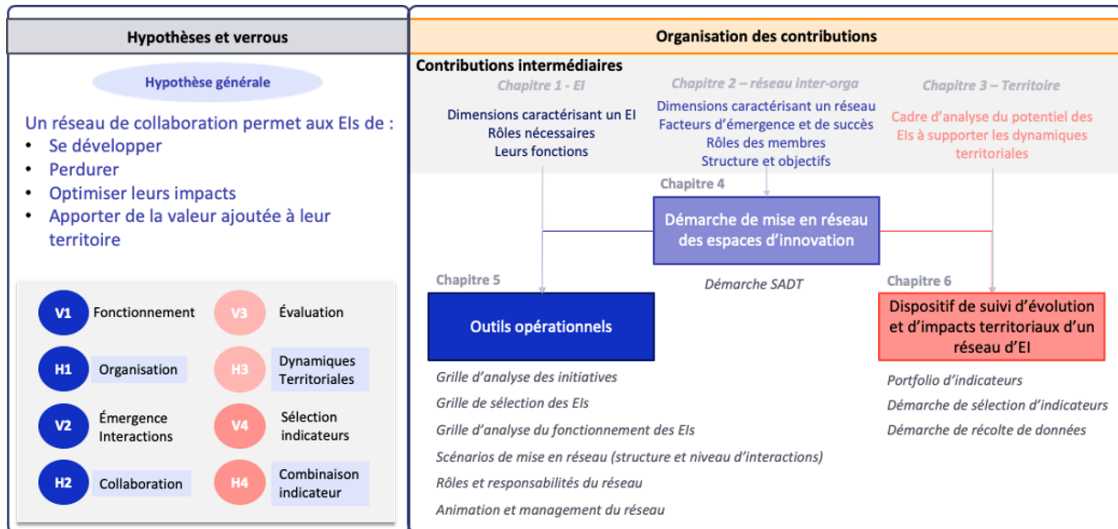 Hypothèses et verrous
Hypothèse générale
Un réseau de collaboration permet aux EIs de :
• Se développer
• Perdurer
• Optimiser leurs impacts
• Apporter de la valeur ajoutée à leur
territoire
V1 Fonctionnement
V3 Évaluation
H1 Organisation
H3 Dynamiques
Territoriales
V2 Émergence
Interactions
V4 Sélection
indicateurs
H2 Collaboration
H4 Combinaison
indicateur
Organisation des contributions
Contributions intermédiaires
Chapitre 1 - EI
Dimensions caractérisant un EI
Rôles nécessaires
Leurs fonctions
Chapitre 2 – réseau inter-orga
Dimensions caractérisant un réseau
Facteurs d'émergence et de succès
Rôles des membres
Structure et objectifs
Chapitre 3 – Territoire
Cadre d'analyse du potentiel des
EIs à supporter les dynamiques
territoriales
Chapitre 4
Démarche de mise en réseau
des espaces d'innovation
Démarche SADT
Chapitre 5
Outils opérationnels
Grille d'analyse des initiatives
Grille de sélection des EIs
Grille d'analyse du fonctionnement des EIs
Scénarios de mise en réseau (structure et niveau d'interactions)
Rôles et responsabilités du réseau
Animation et management du réseau
Chapitre 6
Dispositif de suivi d'évolution
et d'impacts territoriaux d'un
réseau d'EI
Portfolio d'indicateurs
Démarche de sélection d'indicateurs
Démarche de récolte de données